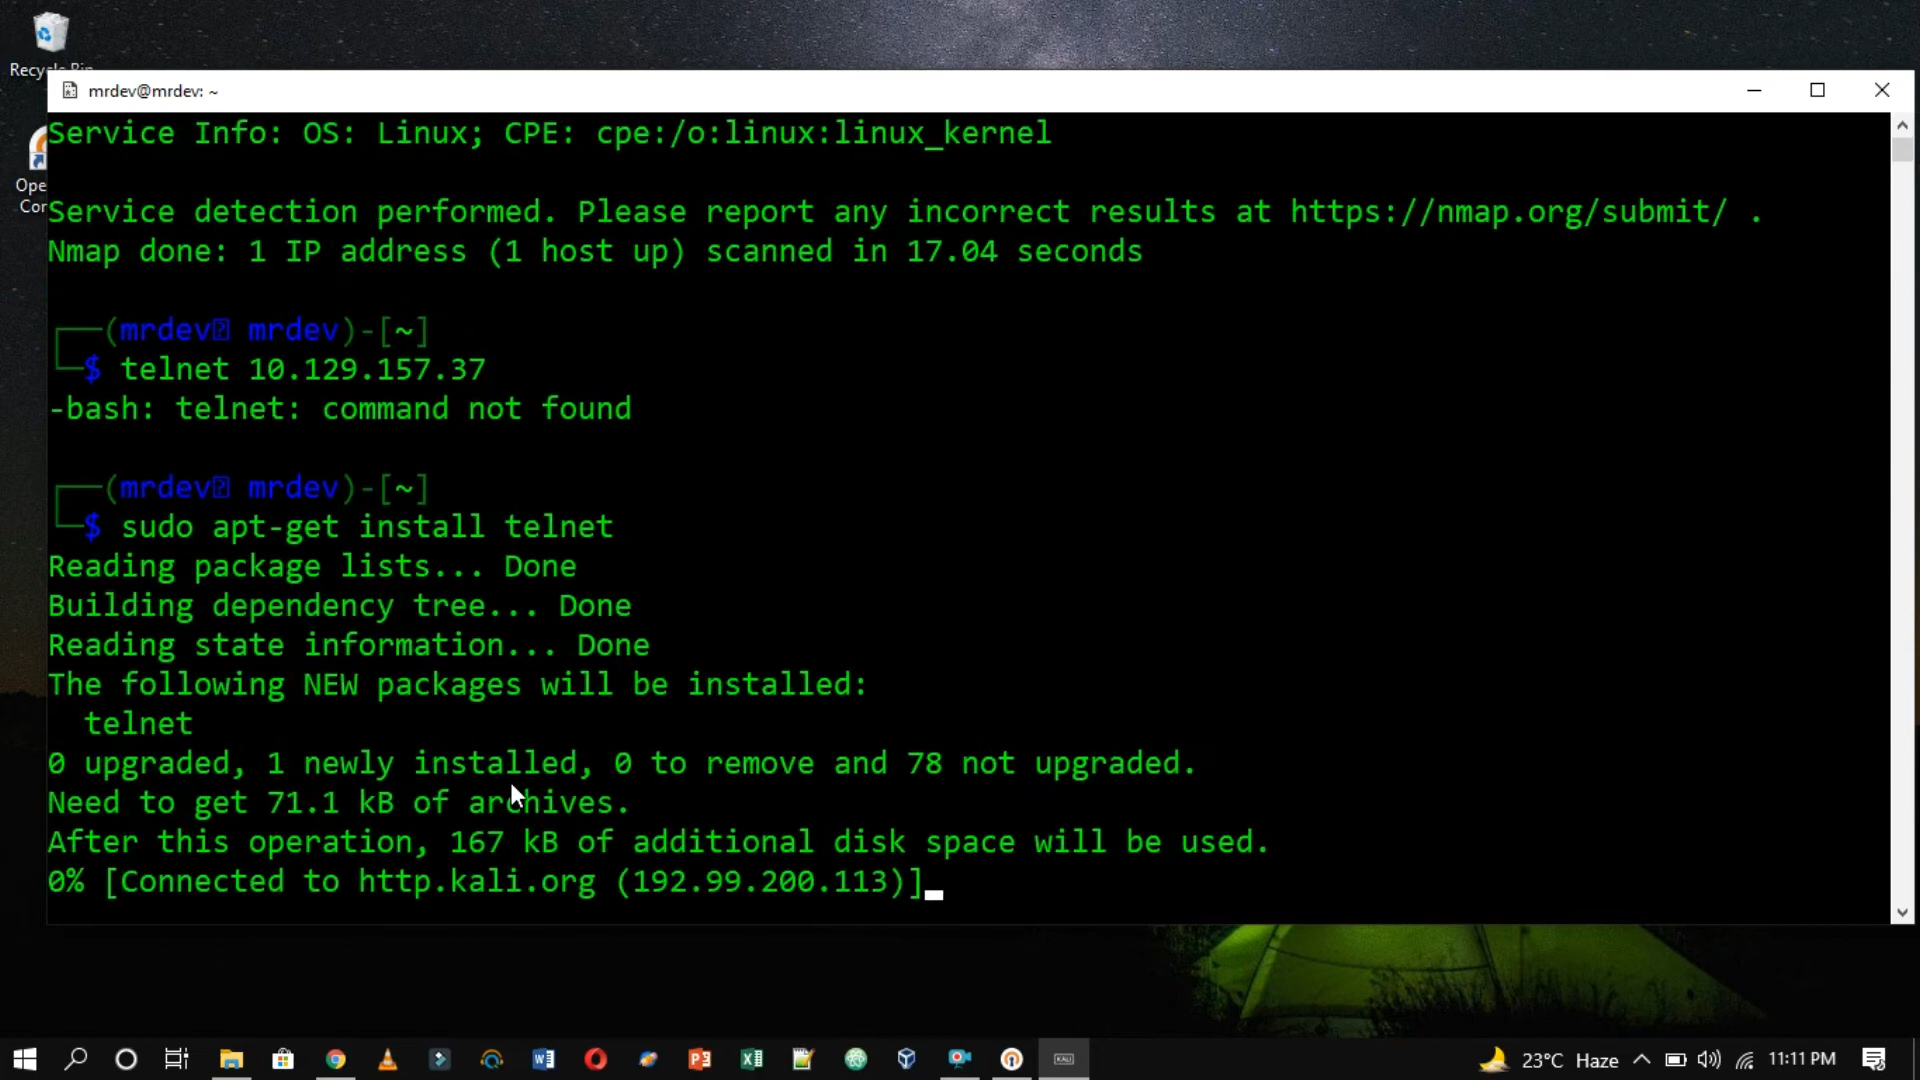 Recycle Bin
mrdev@mrdev: ~
Service Info: OS: Linux; CPE: cpe:/o:linux:linux_kernel
Ope
Cor
Service detection performed. Please report any incorrect results at https://nmap.org/submit/ .
Nmap done: 1 IP address (1 host up) scanned in 17.04 seconds
┌──(mrdev⍰ mrdev)-[~]
└─$ telnet 10.129.157.37
-bash: telnet: command not found
┌──(mrdev⍰ mrdev)-[~]
└─$ sudo apt-get install telnet
Reading package lists... Done
Building dependency tree... Done
Reading state information... Done
The following NEW packages will be installed:
telnet
0 upgraded, 1 newly installed, 0 to remove and 78 not upgraded.
Need to get 71.1 kB of archives.
After this operation, 167 kB of additional disk space will be used.
0% [Connected to http.kali.org (192.99.200.113)]
23°C Haze 11:11 PM